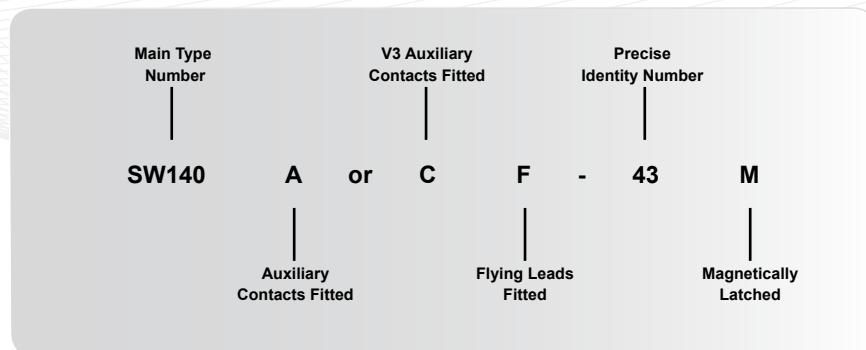 Main Type
Number
V3 Auxiliary
Contacts Fitted
Precise
Identity Number
SW140 A or C F - 43 M
Auxiliary
Contacts Fitted
Flying Leads
Fitted
Magnetically
Latched